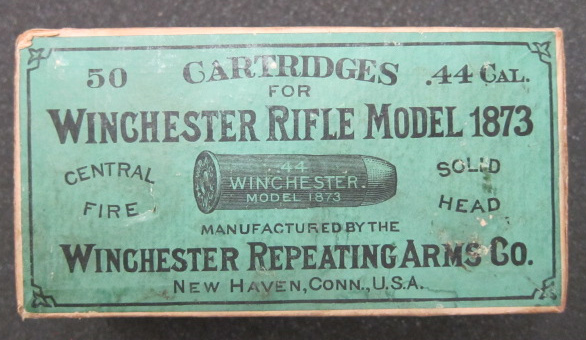 50 CARTRIDGES .44 CAL.
FOR
WINCHESTER RIFLE MODEL 1873
CENTRAL FIRE
.44
WINCHESTER.
MODEL 1873
SOLID HEAD
MANUFACTURED BY THE
WINCHESTER REPEATING ARMS CO.
NEW HAVEN, CONN., U.S.A.